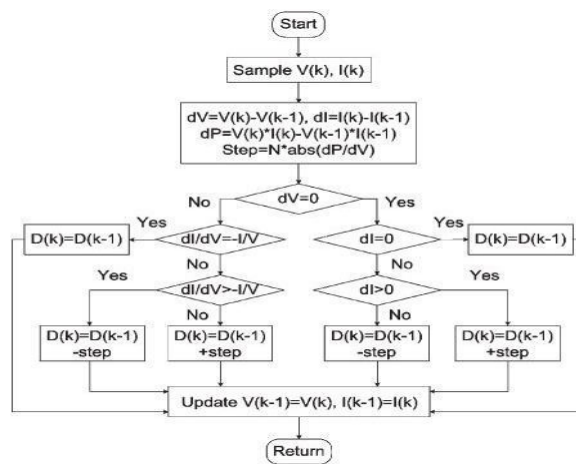 Start
Sample V(k), I(k)
dV=V(k)-V(k-1), dI=I(k)-I(k-1)
dP=V(k)*I(k)-V(k-1)*I(k-1)
Step=N*abs(dP/dV)
dV=0
No
Yes
D(k)=D(k-1)
Yes
dI/dV=-I/V
dI=0
Yes
D(k)=D(k-1)
No
No
Yes
dI/dV>-I/V
dI>0
Yes
No
No
D(k)=D(k-1)
-step
D(k)=D(k-1)
+step
D(k)=D(k-1)
-step
D(k)=D(k-1)
+step
Update V(k-1)=V(k), I(k-1)=I(k)
Return